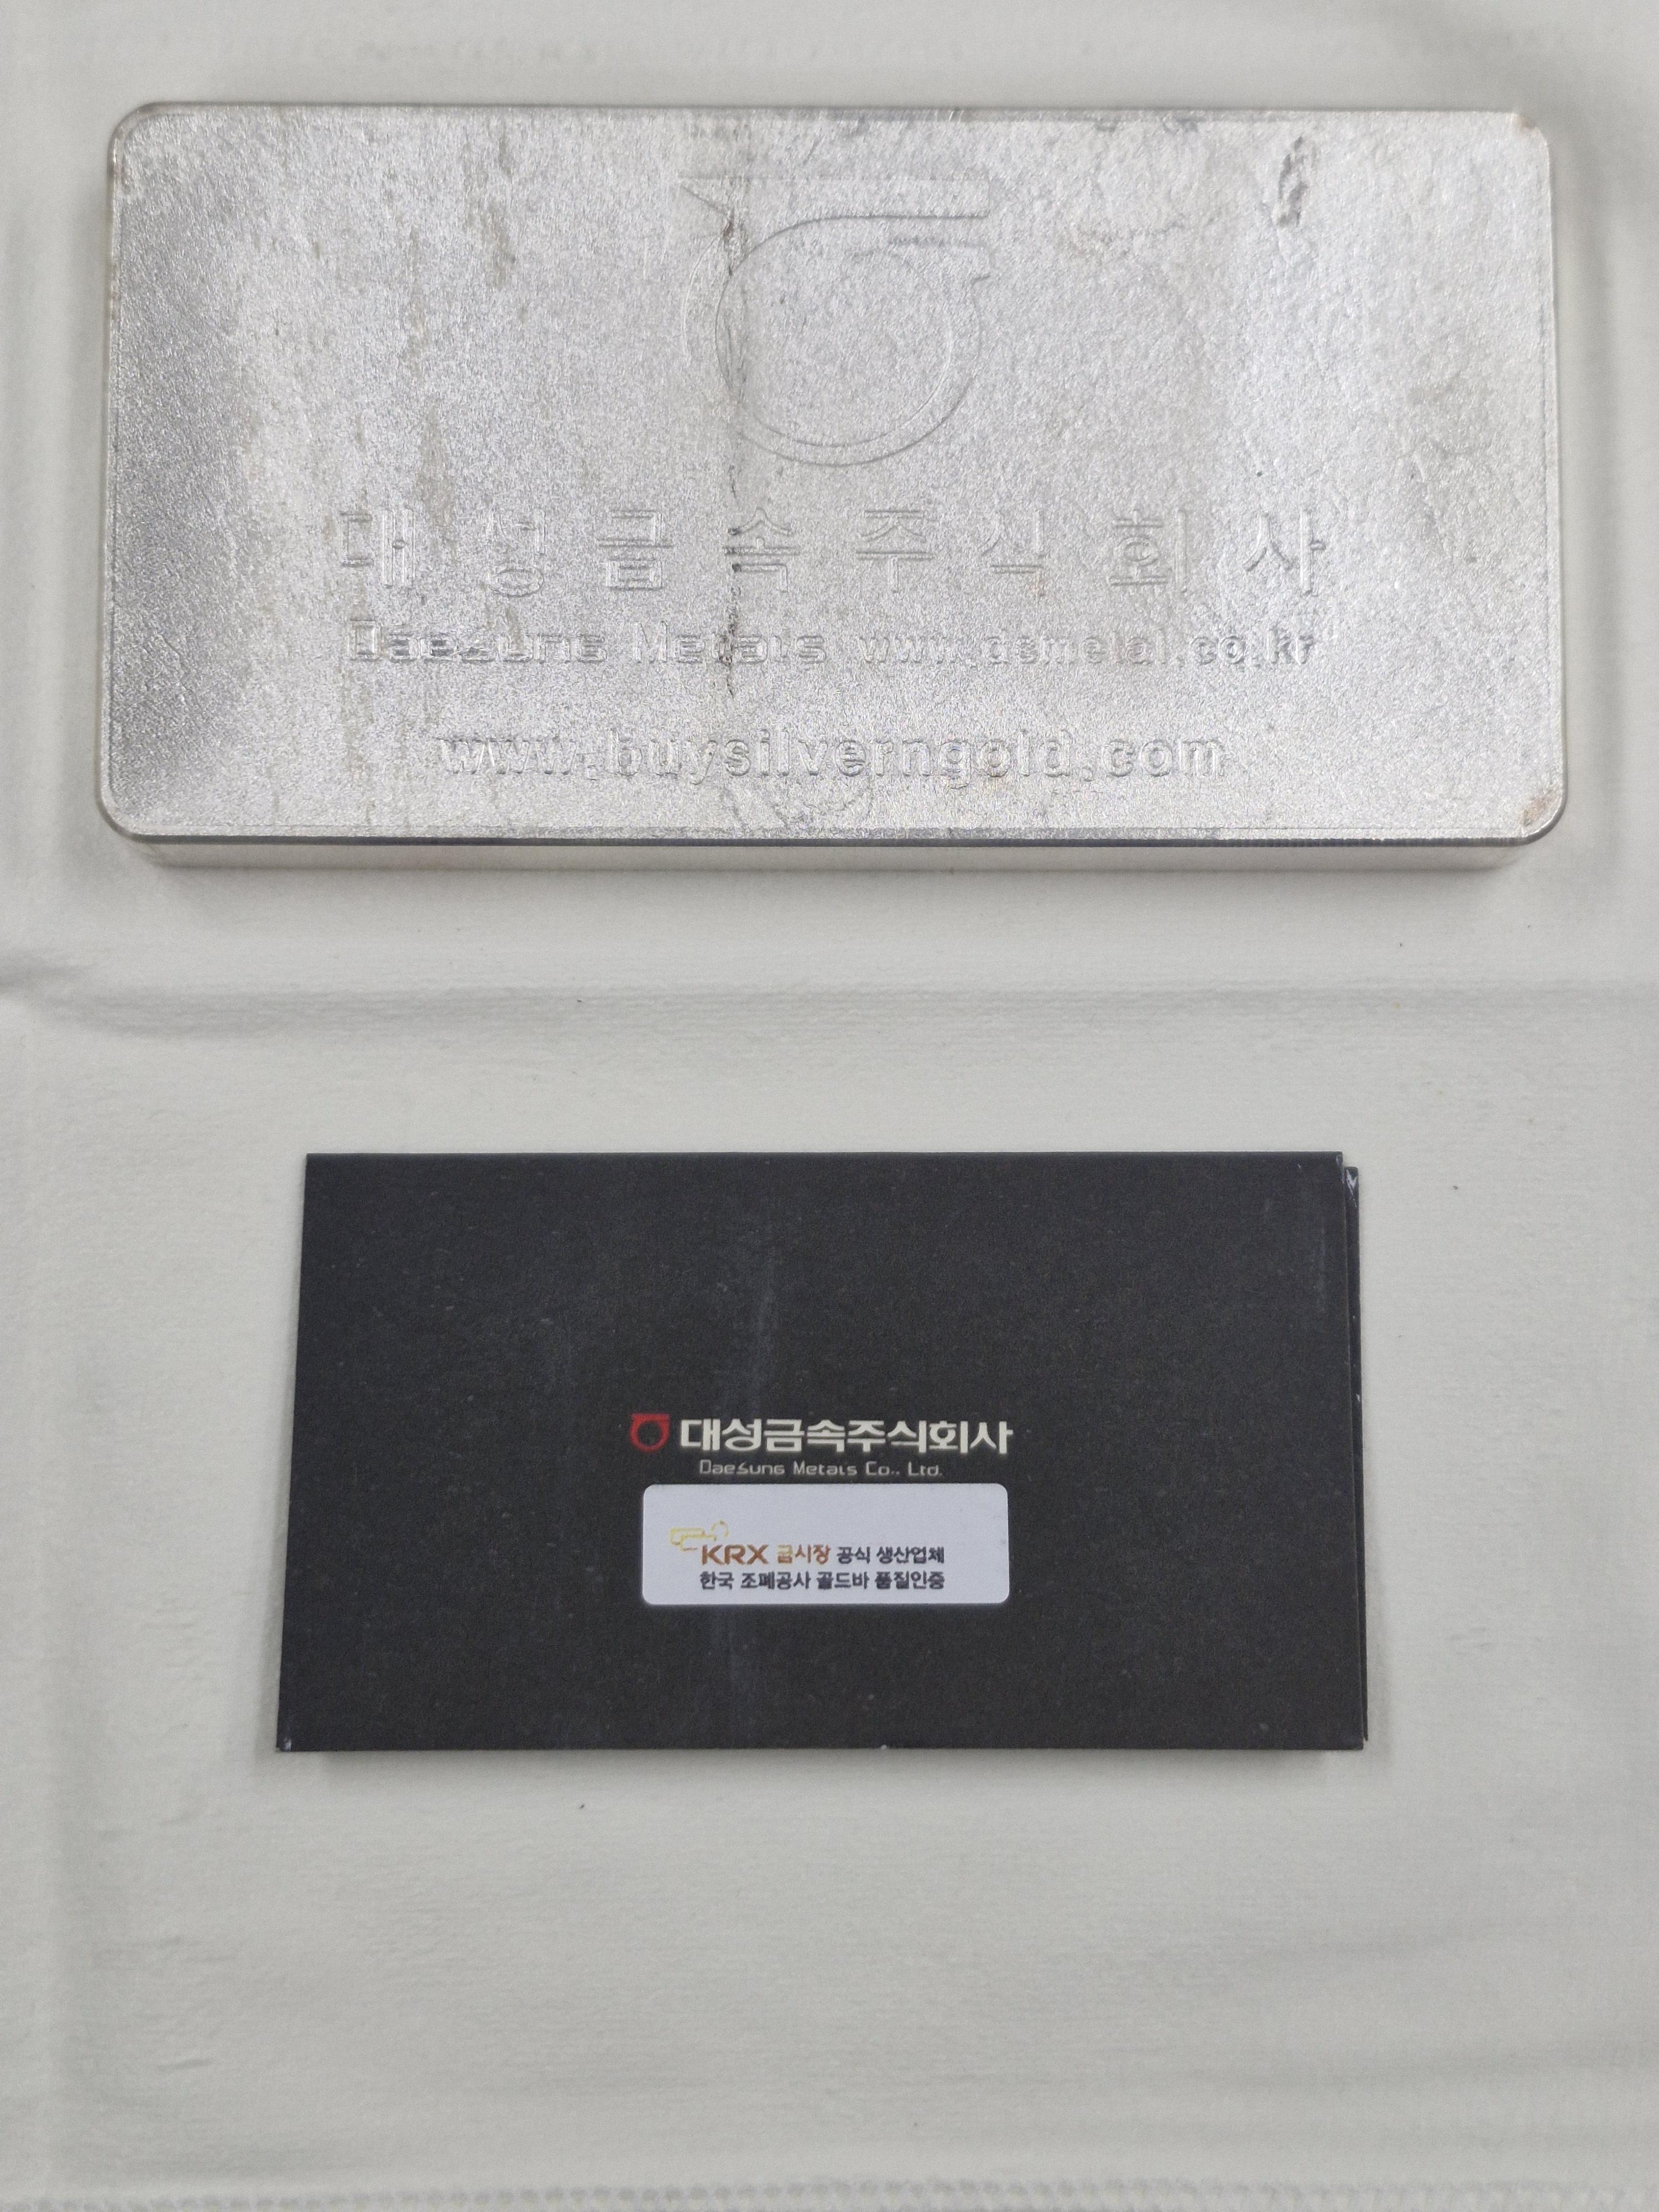 대성금속주식회사
DaeSung Metals www.dsmetal.co.kr
www.buysilverngold.com
대성금속주식회사
DaeSung Metals Co., Ltd.
KRX 금시장 공식 생산업체
한국 조폐공사 골드바 품질인증